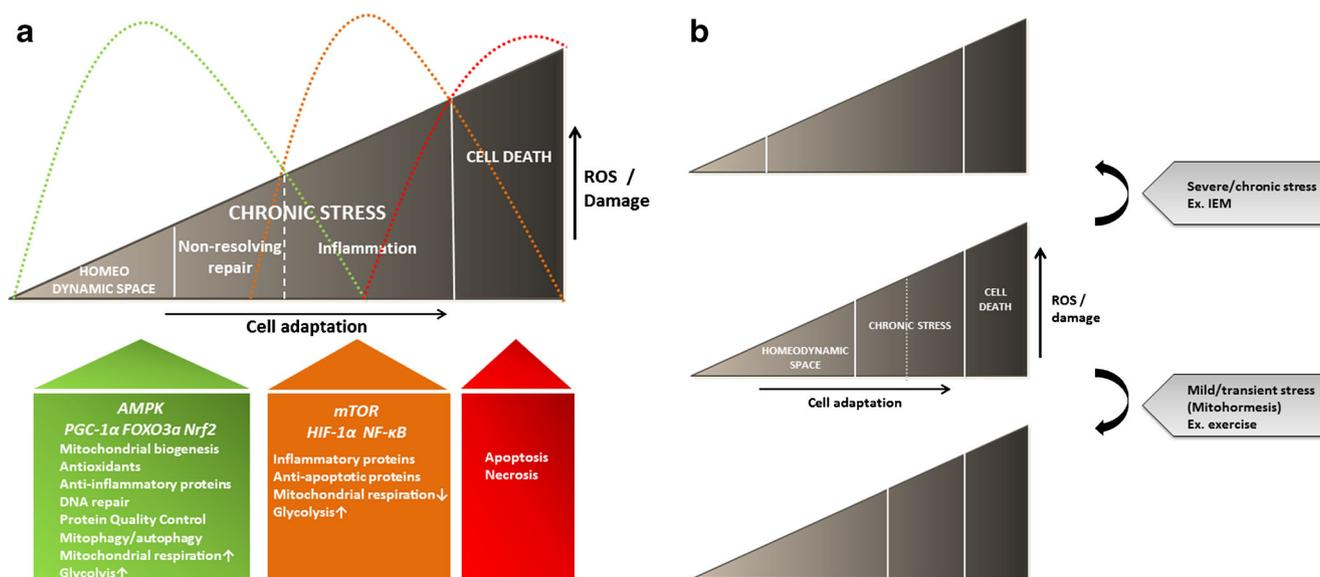 a
HOMEO
DYNAMIC SPACE
CHRONIC STRESS
Non-resolving
repair
Inflammation
CELL DEATH
ROS /
Damage
Cell adaptation
AMPK
PGC-1α FOXO3α Nrf2
Mitochondrial biogenesis
Antioxidants
Anti-inflammatory proteins
DNA repair
Protein Quality Control
Mitophagy/autophagy
Mitochondrial respiration↑
Glycolvis↑
mTOR
HIF-1α NF-κB
Inflammatory proteins
Anti-apoptotic proteins
Mitochondrial respiration↓
Glycolysis↑
Apoptosis
Necrosis
b
Severe/chronic stress
Ex. IEM
HOMEODYNAMIC
SPACE
CHRONIC STRESS
CELL
DEATH
ROS /
damage
Cell adaptation
Mild/transient stress
(Mitohormesis)
Ex. exercise